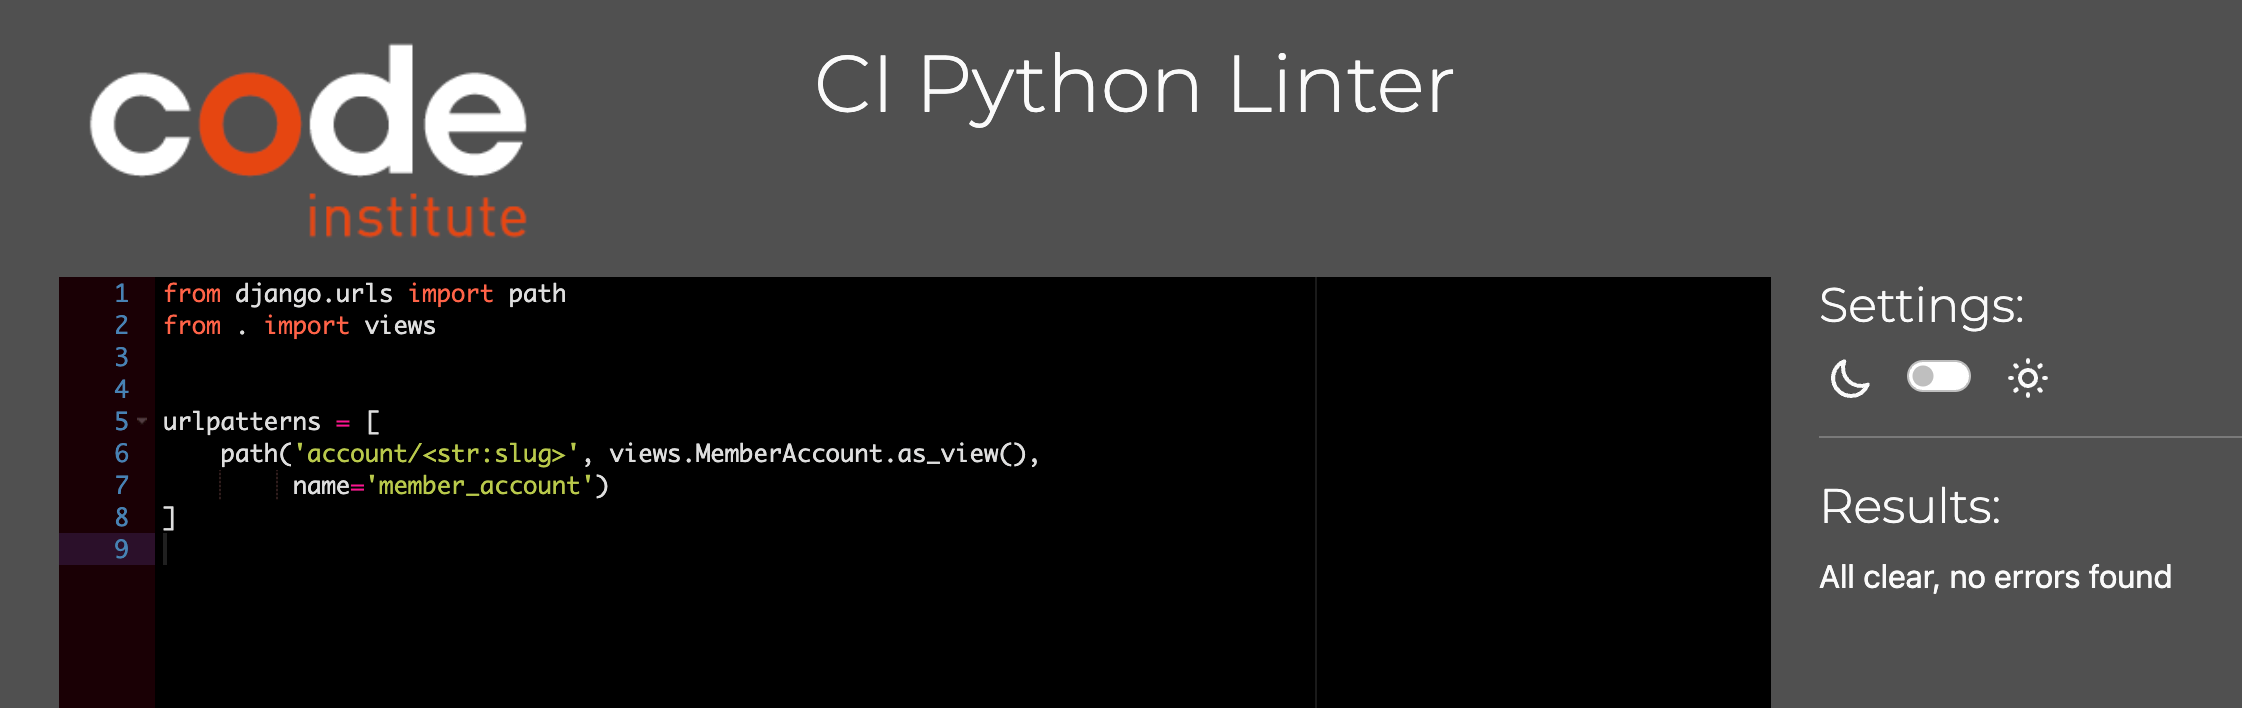 code
institute
CI Python Linter
1 from django.urls import path
2 from . import views
3
4
5 urlpatterns = [
6     path('account/<str:slug>', views.MemberAccount.as_view(),
7          name='member_account')
8 ]
9
Settings:
Results:
All clear, no errors found